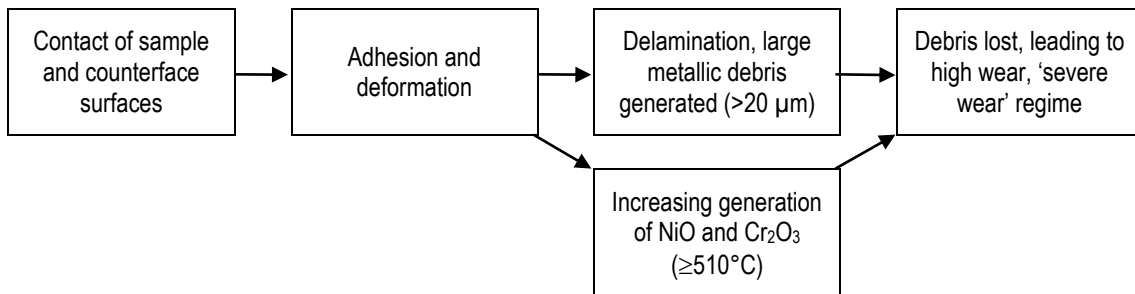 Contact of sample
and counterface
surfaces
Adhesion and
deformation
Delamination, large
metallic debris
generated (>20 µm)
Debris lost, leading to
high wear, ‘severe
wear’ regime
Increasing generation
of NiO and Cr₂O₃
(≥510°C)